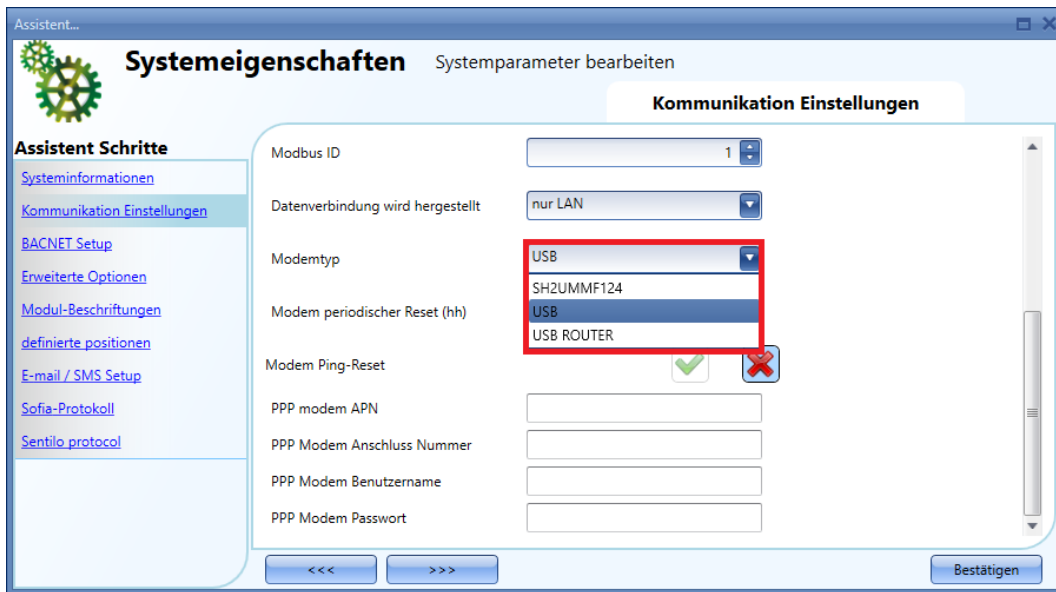 Assistent...
Systemeigenschaften Systemparameter bearbeiten
Kommunikation Einstellungen
Assistent Schritte
Systeminformationen
Kommunikation Einstellungen
BACNET Setup
Erweiterte Optionen
Modul-Beschriftungen
definierte positionen
E-mail / SMS Setup
Sofia-Protokoll
Sentilo protocol
Modbus ID 1
Datenverbindung wird hergestellt nur LAN
Modemtyp USB
SH2UMMF124
USB
USB ROUTER
Modem periodischer Reset (hh)
Modem Ping-Reset
PPP modem APN
PPP Modem Anschluss Nummer
PPP Modem Benutzername
PPP Modem Passwort
<<< >>> Bestätigen